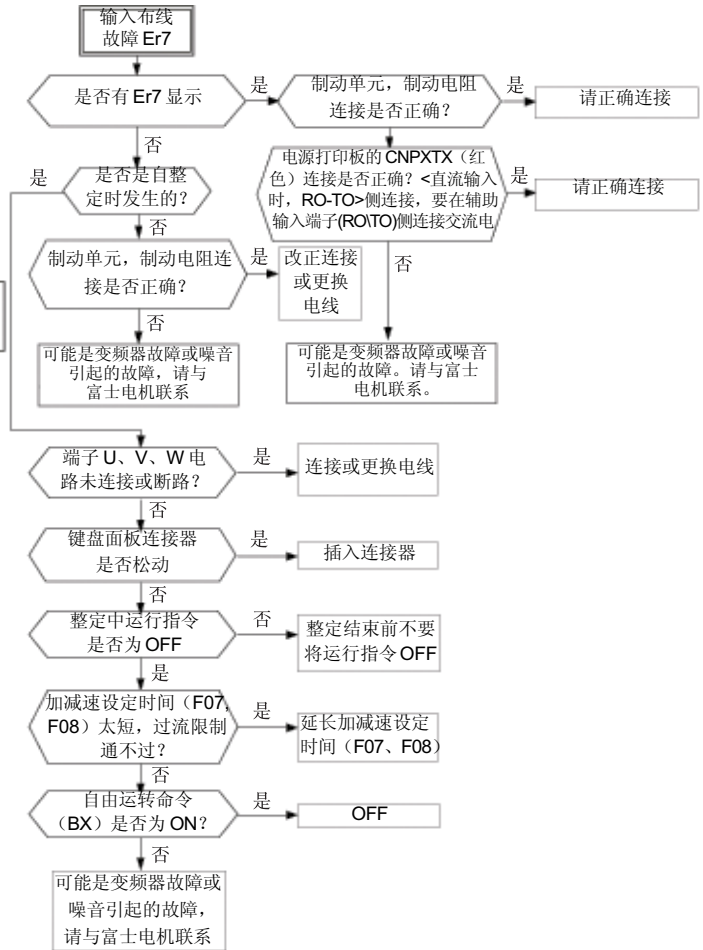 输入布线
故障 Er7
是否有 Er7 显示
是
制动单元，制动电阻
连接是否正确？
是
请正确连接
否
是
是否是自整
定时发生的？
电源打印板的 CNPXTX（红
色）连接是否正确？<直流输入
时，RO-TO>侧连接，要在辅助
输入端子(RO\TO)侧连接交流电
是
请正确连接
否
制动单元，制动电阻连
接是否正确？
是
改正连接
或更换
电线
否
否
可能是变频器故障或噪音
引起的故障，请与
富士电机联系
可能是变频器故障或噪音
引起的故障。请与富士
电机联系。
端子 U、V、W 电
路未连接或断路？
是
连接或更换电线
否
键盘面板连接器
是否松动
是
插入连接器
否
整定中运行指令
是否为 OFF
否
整定结束前不要
将运行指令 OFF
是
加减速设定时间（F07,
F08）太短，过流限制
通不过？
是
延长加减速设定
时间（F07、F08）
否
自由运转命令
（BX）是否为 ON？
是
OFF
否
可能是变频器故障或
噪音引起的故障，
请与富士电机联系